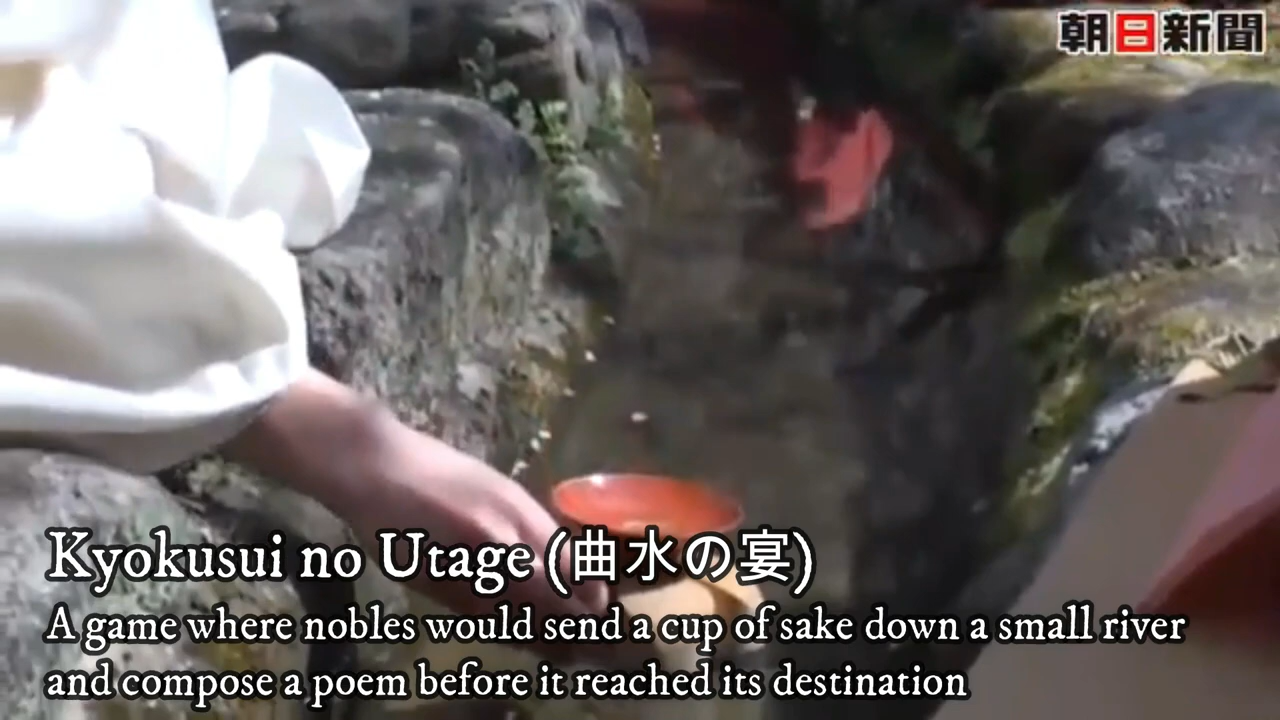 朝日新聞
Kyokusui no Utage (曲水の宴)
A game where nobles would send a cup of sake down a small river
and compose a poem before it reached its destination